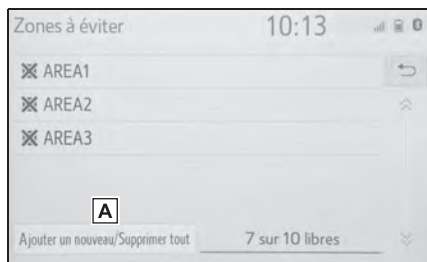 Zones à éviter 10:13
AREA1
AREA2
AREA3
A
Ajouter un nouveau/Supprimer tout 7 sur 10 libres